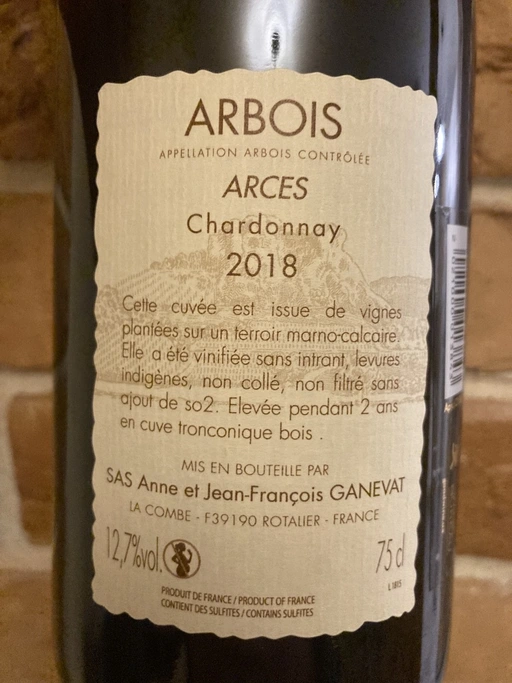 ARBOIS
APPELLATION ARBOIS CONTRÔLÉE
ARCES
Chardonnay
2018
Cette cuvée est issue de vignes
plantées sur un terroir marno-calcaire.
Elle a été vinifiée sans intrant, levures
indigènes, non collé, non filtré sans
ajout de so2. Elevée pendant 2 ans
en cuve tronconique bois .
MIS EN BOUTEILLE PAR
SAS Anne et Jean-François GANEVAT
LA COMBE - F39190 ROTALIER - FRANCE
12,7%vol.
75 cl
L 1815
PRODUIT DE FRANCE / PRODUCT OF FRANCE
CONTIENT DES SULFITES / CONTAINS SULFITES